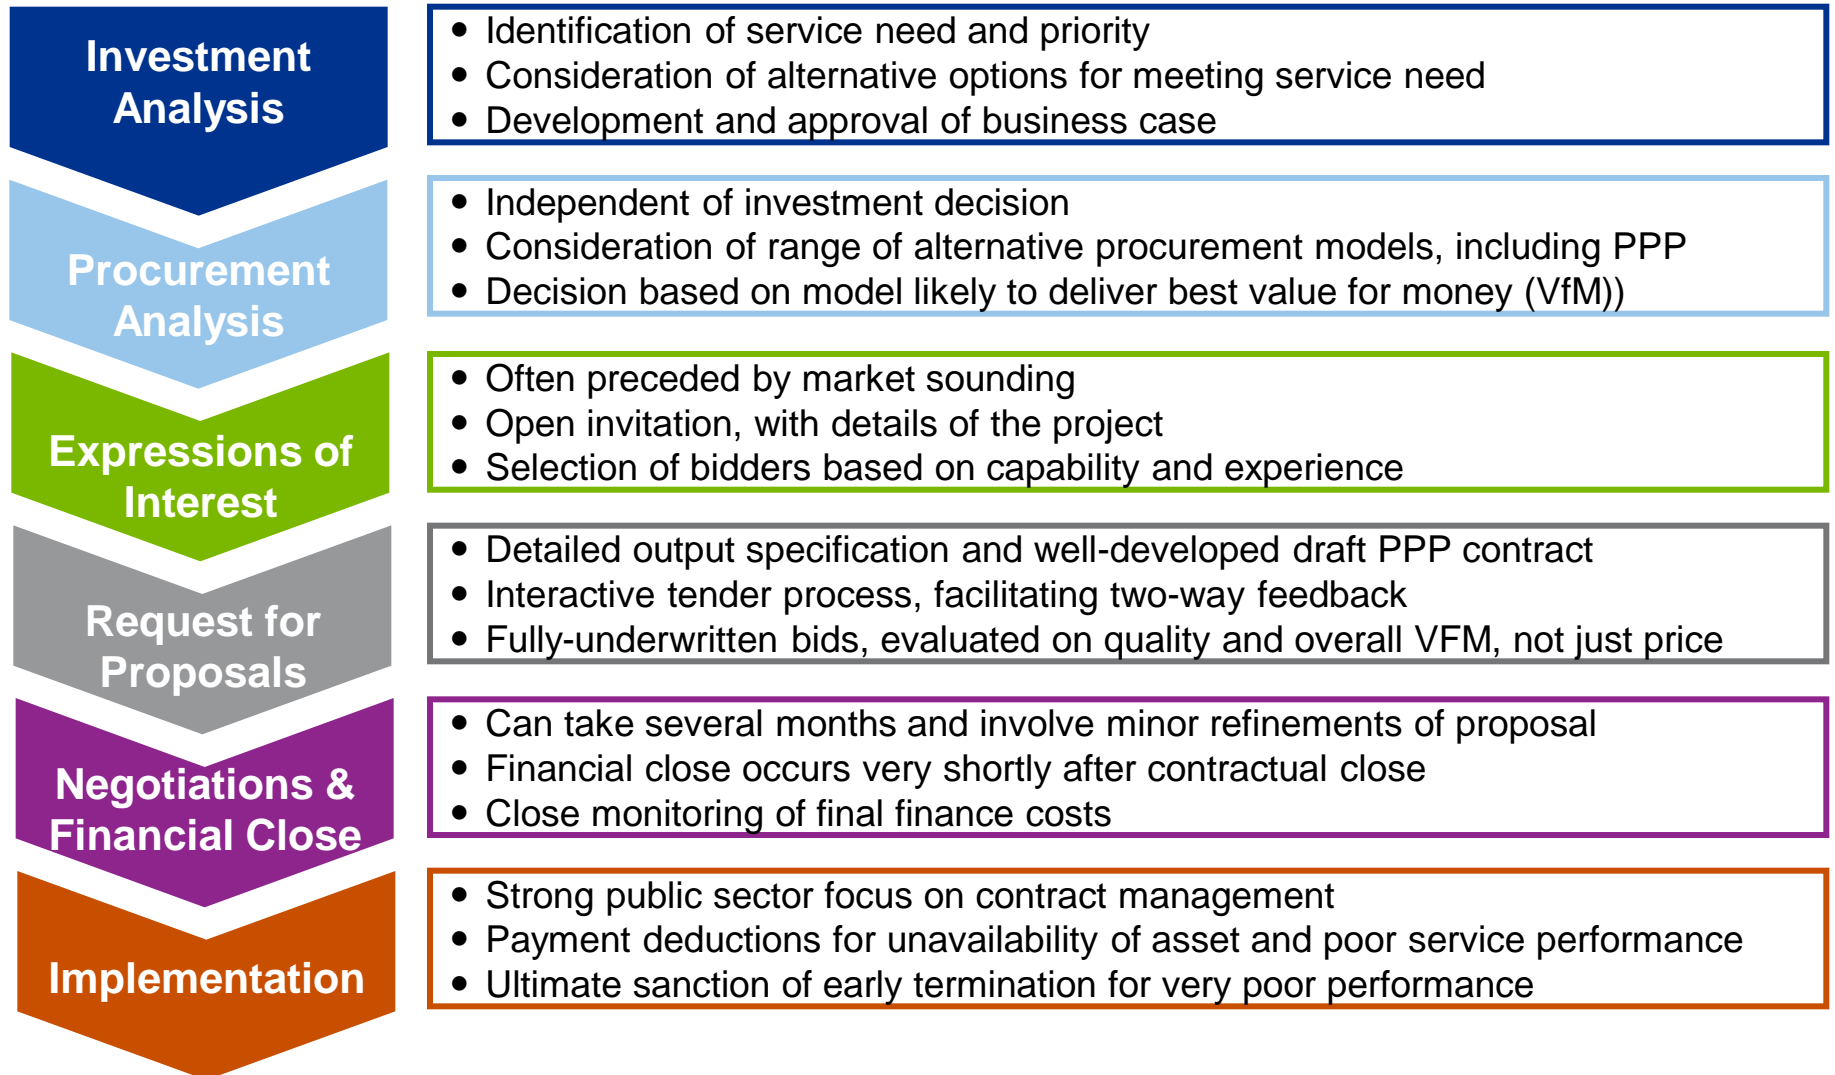 Investment
Analysis
• Identification of service need and priority
• Consideration of alternative options for meeting service need
• Development and approval of business case
Procurement
Analysis
• Independent of investment decision
• Consideration of range of alternative procurement models, including PPP
• Decision based on model likely to deliver best value for money (VfM))
Expressions of
Interest
• Often preceded by market sounding
• Open invitation, with details of the project
• Selection of bidders based on capability and experience
Request for
Proposals
• Detailed output specification and well-developed draft PPP contract
• Interactive tender process, facilitating two-way feedback
• Fully-underwritten bids, evaluated on quality and overall VFM, not just price
Negotiations &
Financial Close
• Can take several months and involve minor refinements of proposal
• Financial close occurs very shortly after contractual close
• Close monitoring of final finance costs
Implementation
• Strong public sector focus on contract management
• Payment deductions for unavailability of asset and poor service performance
• Ultimate sanction of early termination for very poor performance